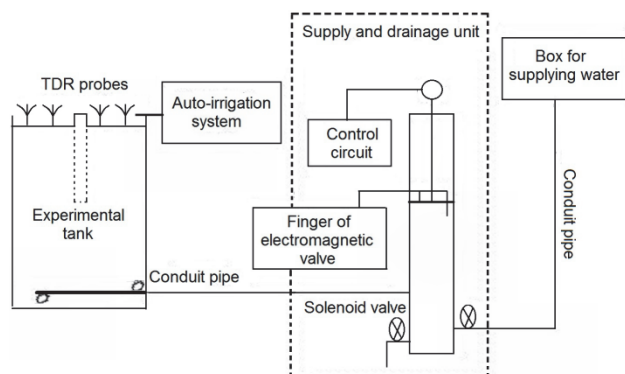 Supply and drainage unit
Box for
supplying water
TDR probes
Auto-irrigation
system
Control
circuit
Experimental
tank
Finger of
electromagnetic
valve
Conduit pipe
Conduit pipe
Solenoid valve